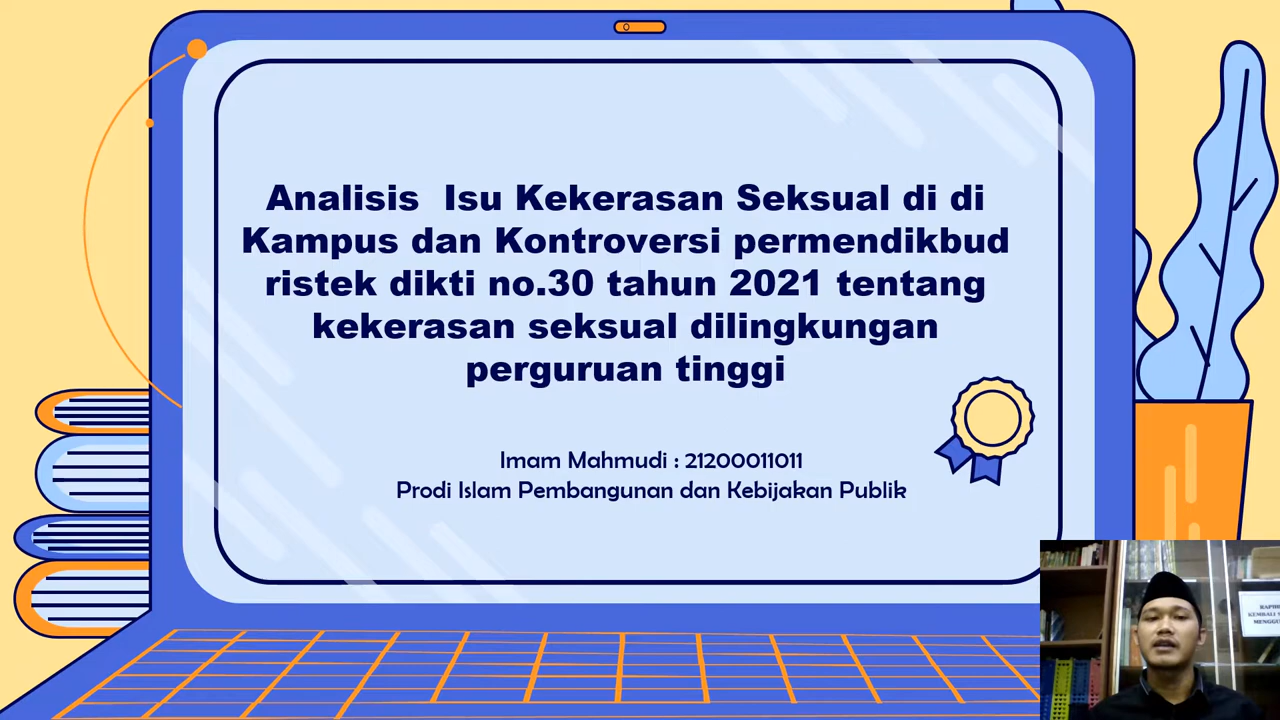 Analisis Isu Kekerasan Seksual di di
Kampus dan Kontroversi permendikbud
ristek dikti no.30 tahun 2021 tentang
kekerasan seksual dilingkungan
perguruan tinggi
Imam Mahmudi : 21200011011
Prodi Islam Pembangunan dan Kebijakan Publik
KEMBALI